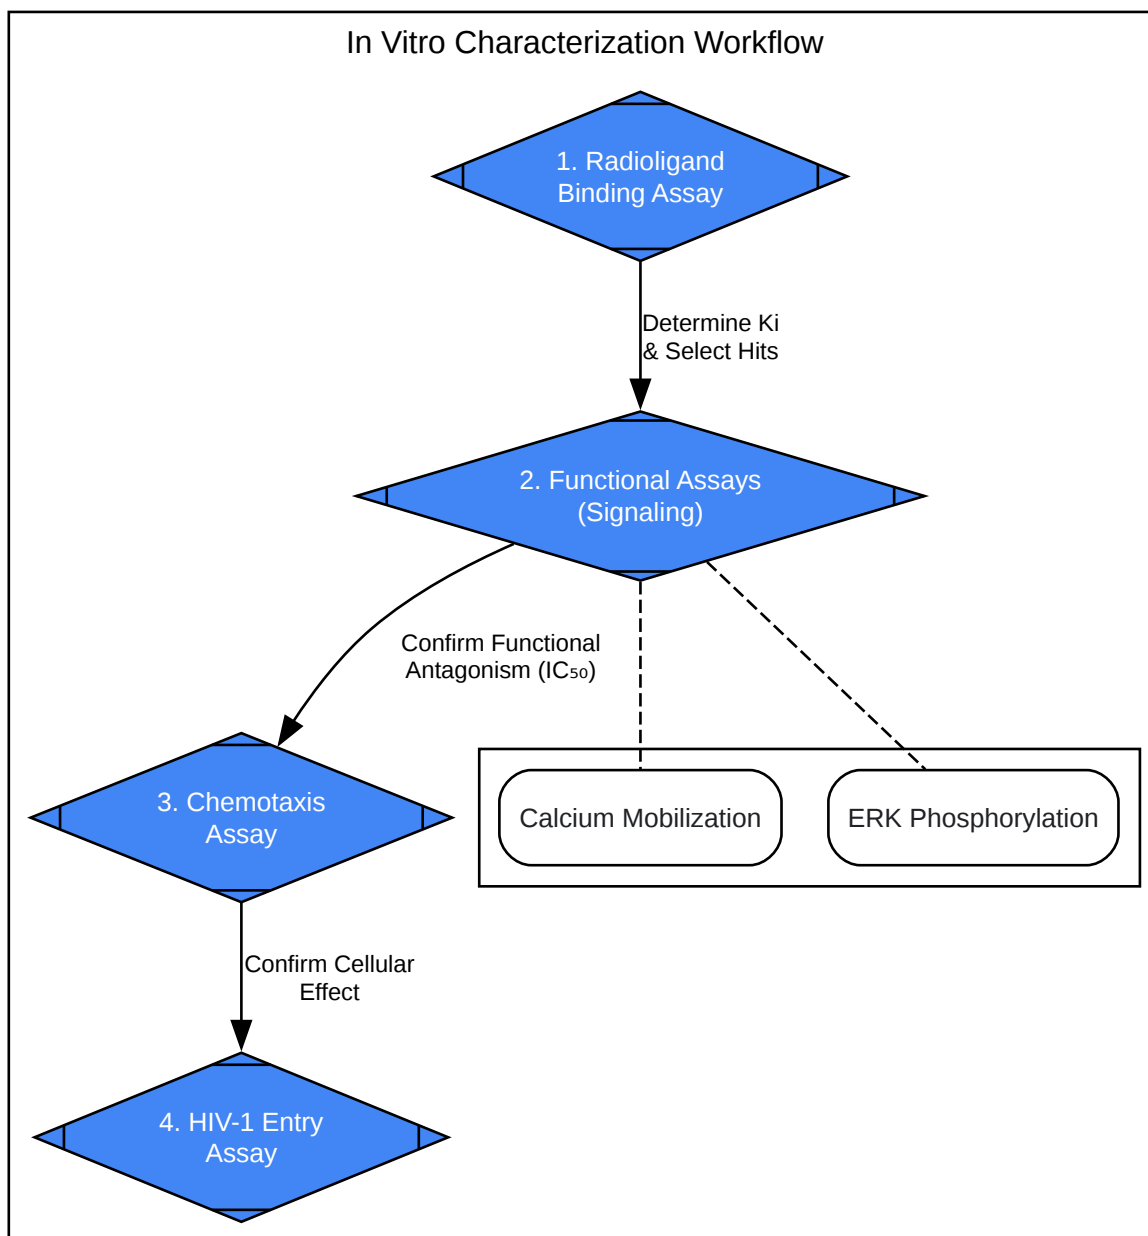 In Vitro Characterization Workflow
1. Radioligand
Binding Assay
Determine Ki
& Select Hits
2. Functional Assays
(Signaling)
Confirm Functional
Antagonism (IC₅₀)
3. Chemotaxis
Assay
Calcium Mobilization
ERK Phosphorylation
Confirm Cellular
Effect
4. HIV-1 Entry
Assay